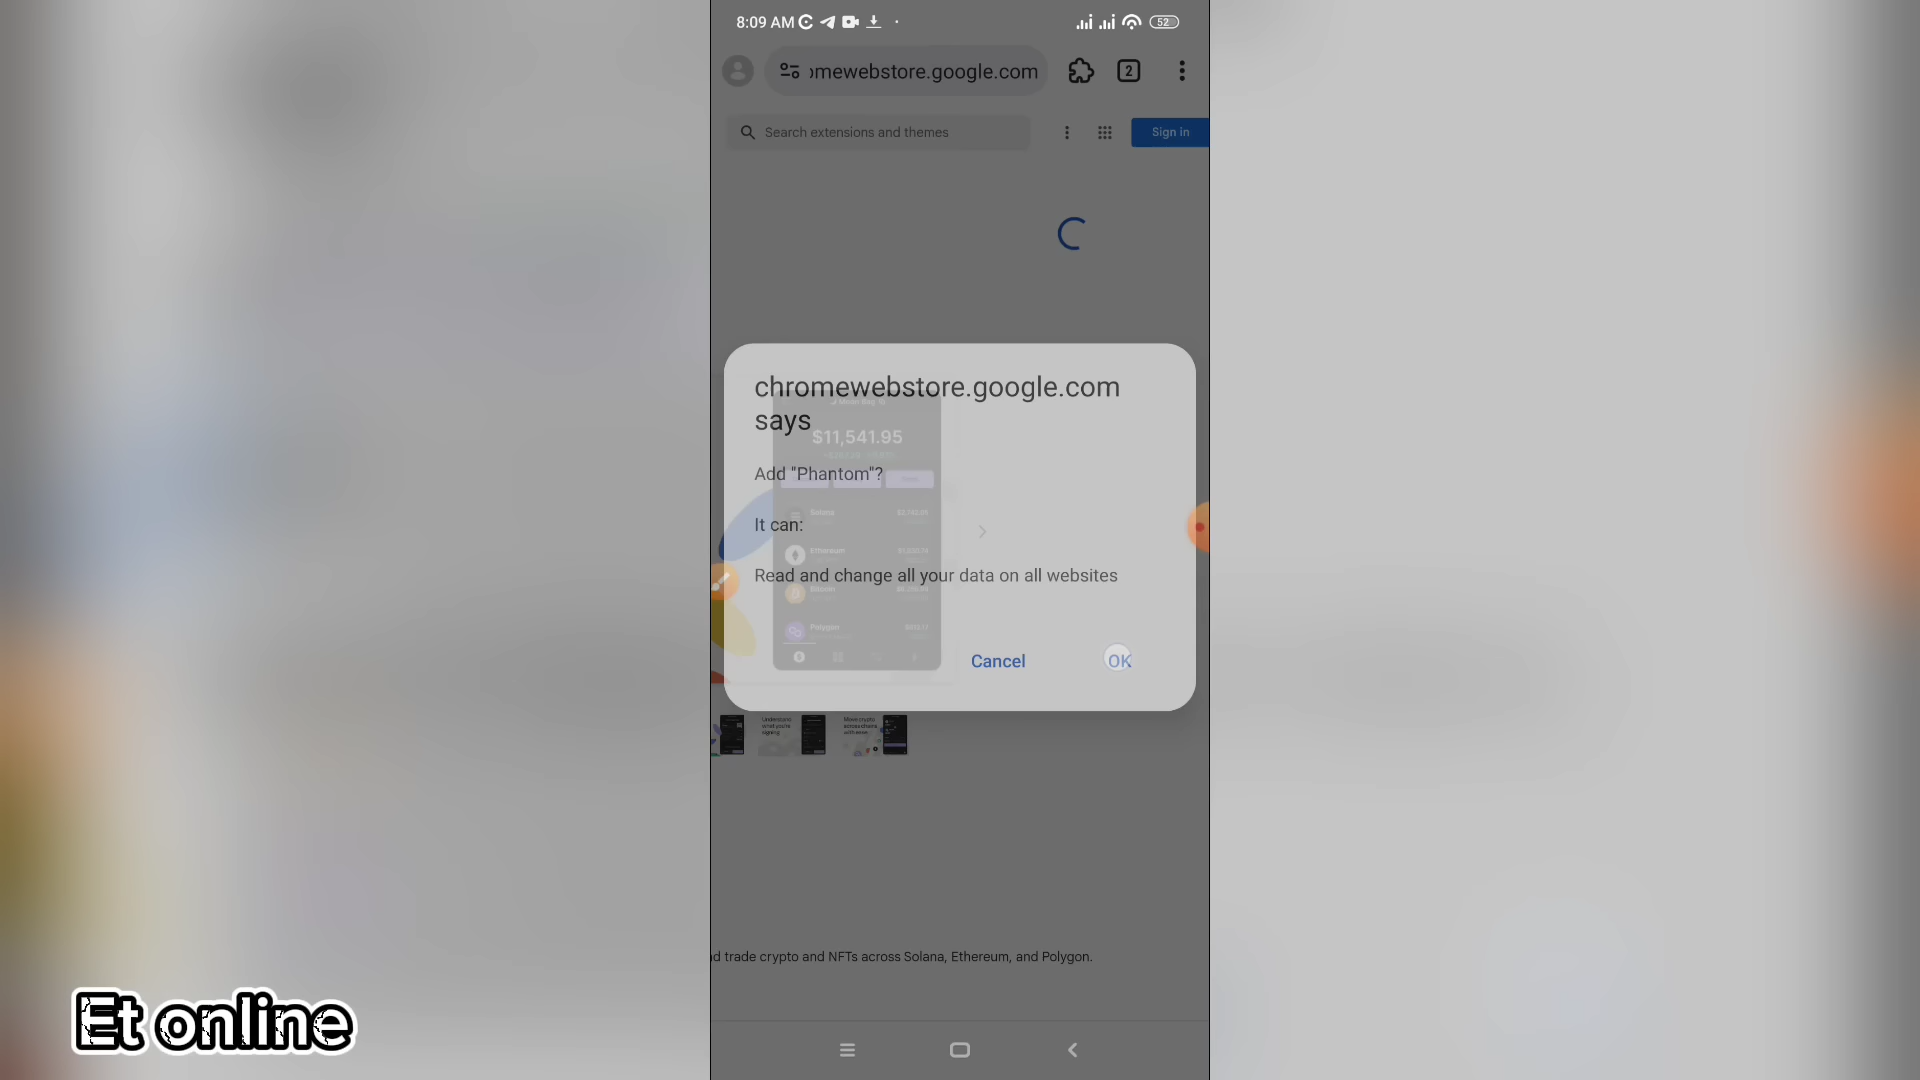 8:09 AM
52
omewebstore.google.com
2
Search extensions and themes
Sign in
chromewebstore.google.com
says
$11,541.95
Add "Phantom"?
Solana
It can:
Ethereum
Read and change all your data on all websites
Bitcoin
Polygon
Cancel
OK
Understand
what you're
signing
Move crypto
across chains
with ease
d trade crypto and NFTs across Solana, Ethereum, and Polygon.
Et online